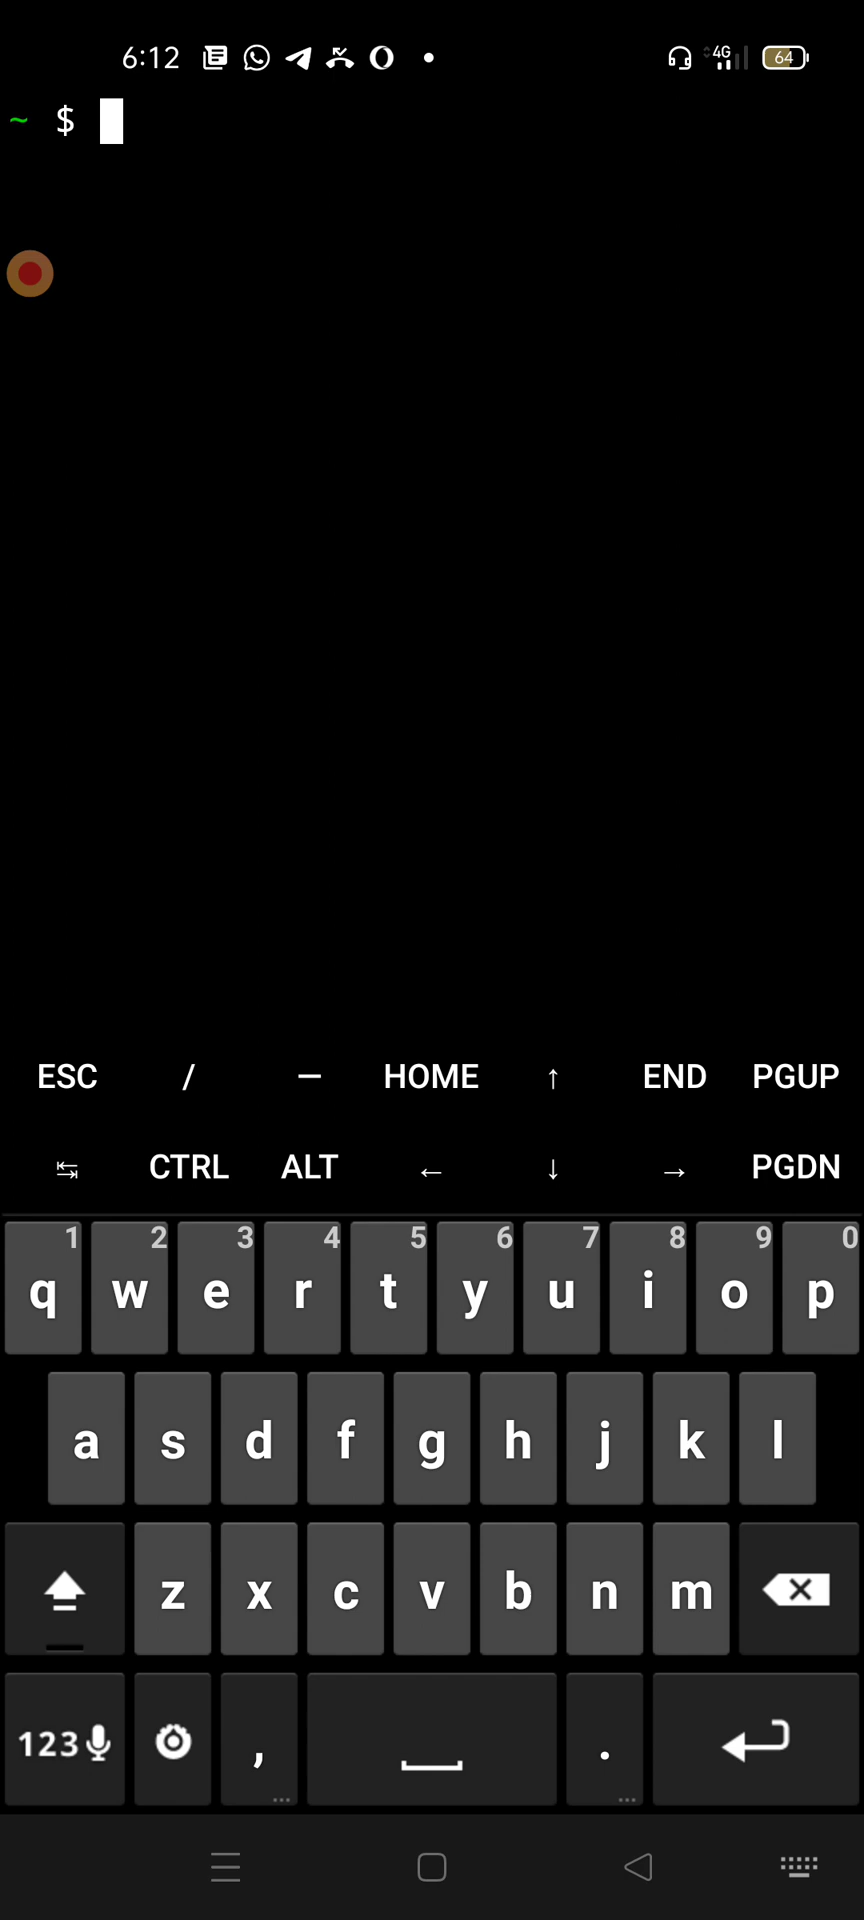 6:12 4G 64
~ $
ESC / — HOME ↑ END PGUP
↹ CTRL ALT ← ↓ → PGDN
1 2 3 4 5 6 7 8 9 0
q w e r t y u i o p
a s d f g h j k l
z x c v b n m
123 , .